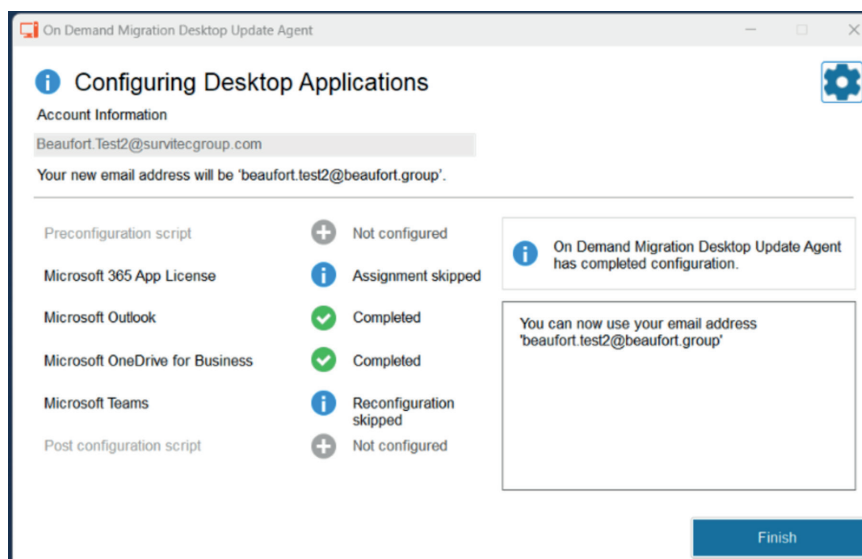 On Demand Migration Desktop Update Agent
Configuring Desktop Applications
Account Information
Beaufort.Test2@survitecgroup.com
Your new email address will be ‘beaufort.test2@beaufort.group’.
Preconfiguration script Not configured
Microsoft 365 App License Assignment skipped
Microsoft Outlook Completed
Microsoft OneDrive for Business Completed
Microsoft Teams Reconfiguration
skipped
Post configuration script Not configured
On Demand Migration Desktop Update Agent
has completed configuration.
You can now use your email address
'beaufort.test2@beaufort.group'
Finish